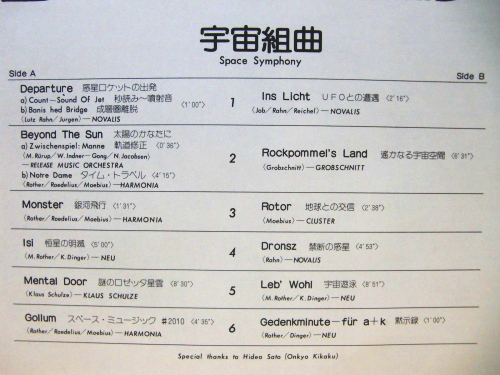 宇宙組曲
Space Symphony
Side A
Side B
Departure 惑星ロケットの出発
a) Count—Sound Of Jet 秒読み〜噴射音
b) Banis hed Bridge 成層圏離脱
(Lutz Rahn/Jurgen)—NOVALIS
(1'00")
1
Ins Licht UFOとの遭遇 (2'16")
(Job/Rahn/Reichel)—NOVALIS
Beyond The Sun 太陽のかなたに
a) Zwischenspiel: Manne 軌道修正 (0'36")
(M. Rürup/W. Lindner—Gong/N. Jacobsen)
—RELEASE MUSIC ORCHESTRA
b) Notre Dame タイム・トラベル (4'15")
(Rother/Roedelius/Moebius)—HARMONIA
2
Rockpommel's Land 遙かなる宇宙空間 (8'31")
(Grobschnitt)—GROBSCHNITT
Monster 銀河飛行 (1'31")
(Rother/Roedelius/Moebius)—HARMONIA
3
Rotor 地球との交信 (2'38")
(Moebius)—CLUSTER
Isi 恒星の明滅 (5'00")
(M. Rother/K. Dinger)—NEU
4
Dronsz 禁断の惑星 (4'53")
(Rahn)—NOVALIS
Mental Door 謎のロゼッタ星雲 (8'30")
(Klaus Schulze)—KLAUS SCHULZE
5
Leb' Wohl 宇宙遊泳 (8'51")
(M. Rother/K. Dinger)—NEU
Gollum スペース・ミュージック #2010 (4'35")
(Rother/Roedelius/Moebius)—HARMONIA
6
Gedenkminute—für a+k 黙示録 (1'00")
(M. Rother/K. Dinger)—NEU
Special thanks to Hideo Sato (Onkyo Kikaku)